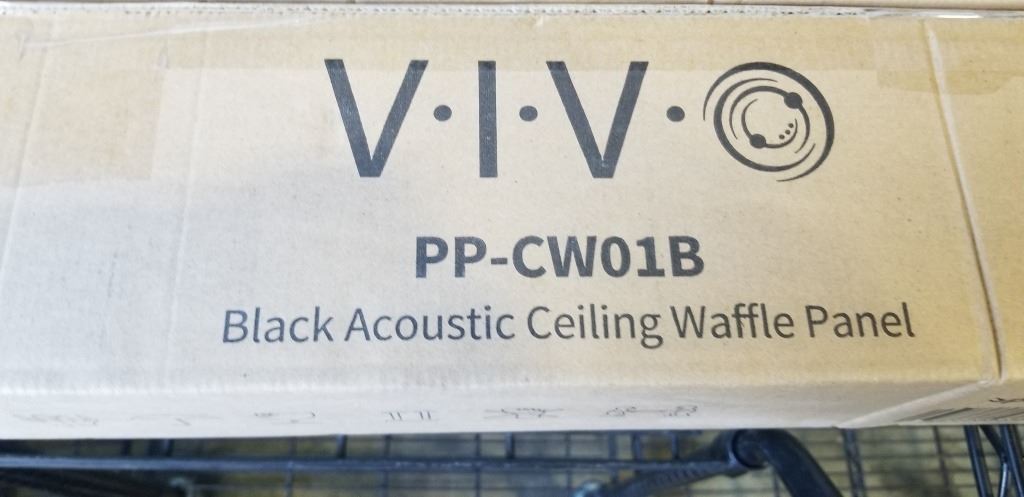 V·I·V·O
PP-CW01B
Black Acoustic Ceiling Waffle Panel